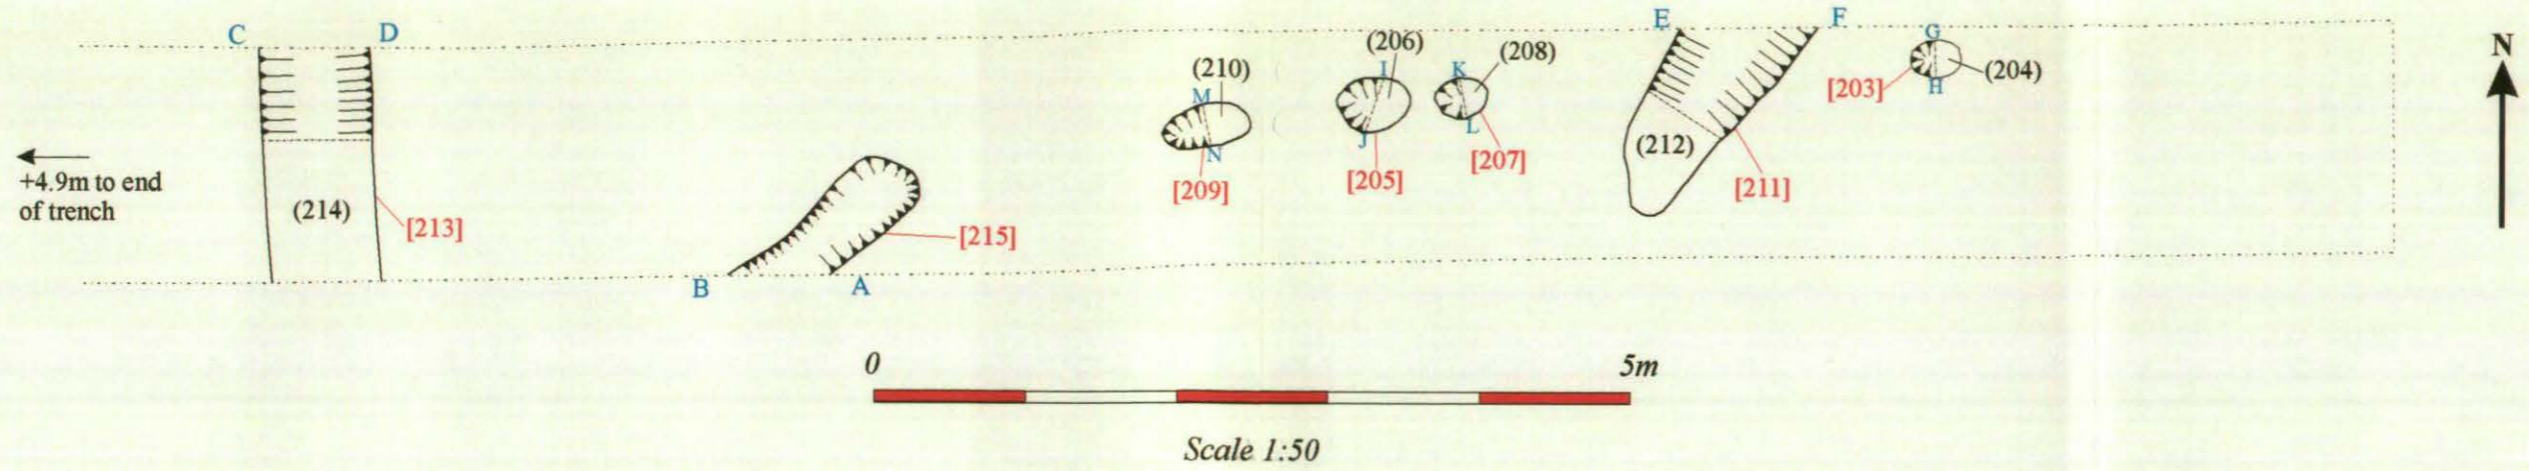 C
D
E
F
G
N
(206)
(208)
(210)
I
K
(204)
[203]
H
M
J
L
N
(212)
[207]
[205]
[209]
[211]
+4.9m to end
of trench
(214)
[213]
[215]
B
A
0
5m
Scale 1:50